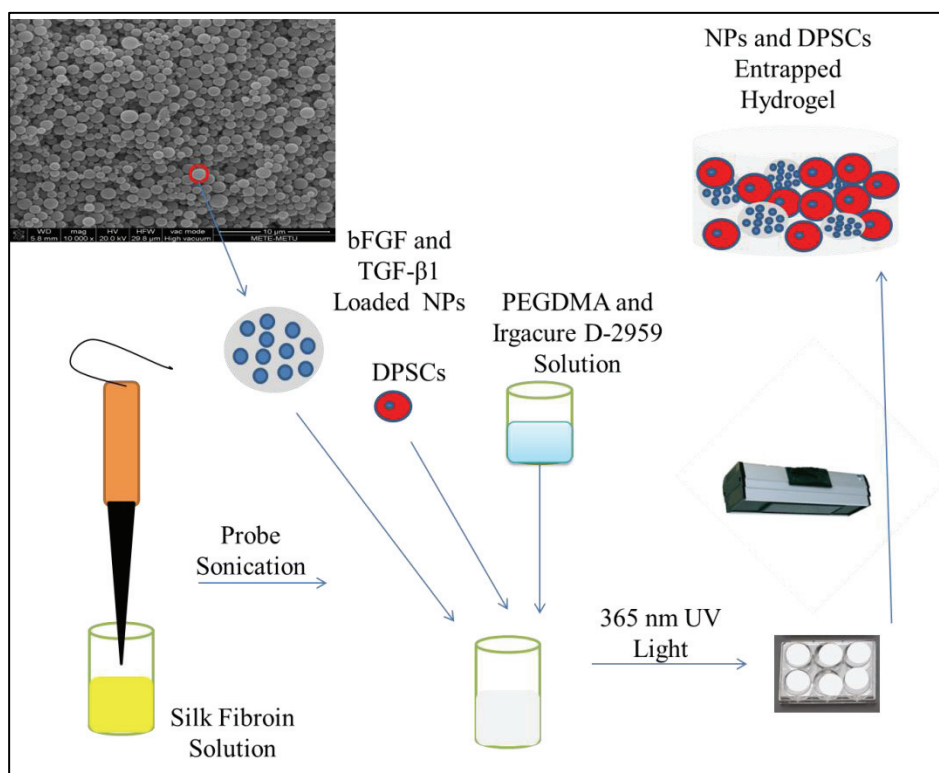 WD
5.8 mm
mag
10 000 x
HV
20.0 kV
HFW
29.8 µm
vac mode
High vacuum
10 µm
METE-METU
NPs and DPSCs
Entrapped
Hydrogel
bFGF and
TGF-β1
Loaded NPs
DPSCs
PEGDMA and
Irgacure D-2959
Solution
Probe
Sonication
365 nm UV
Light
Silk Fibroin
Solution